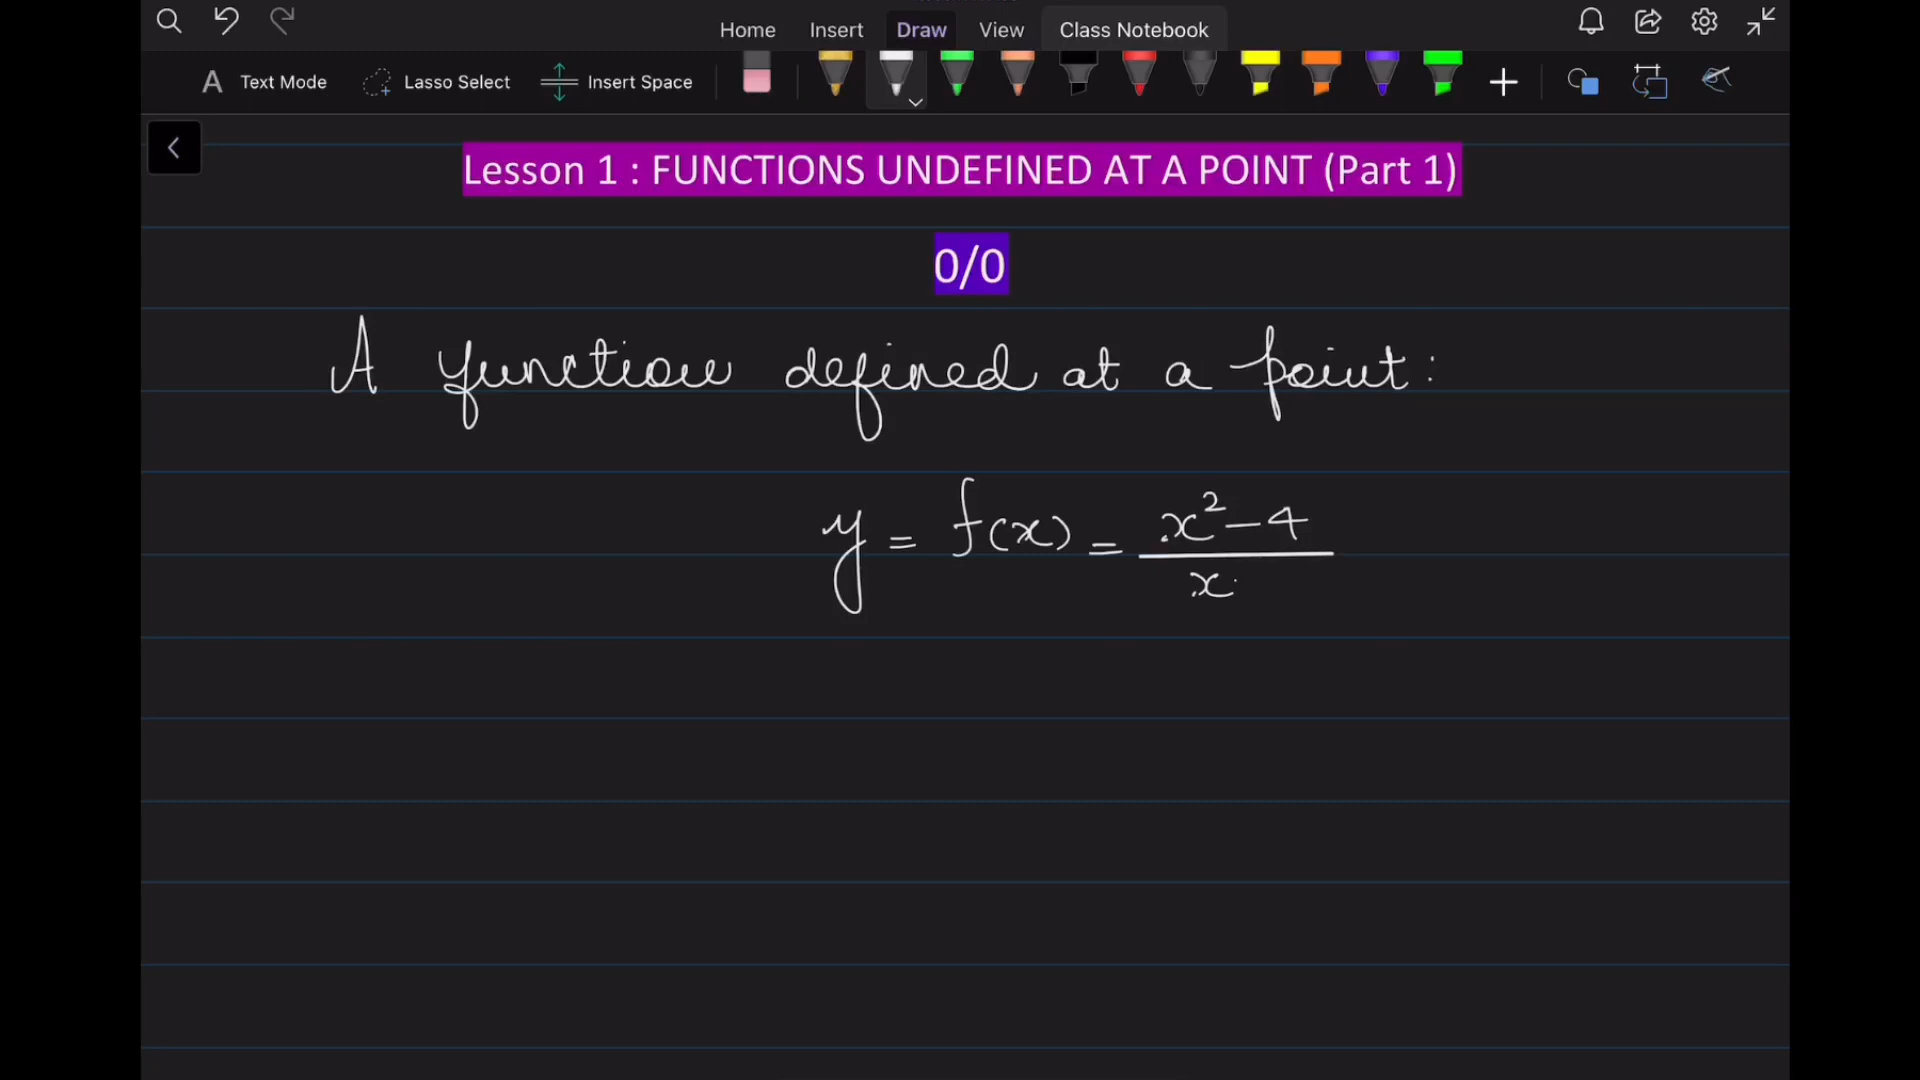 Home Insert Draw View Class Notebook
Text Mode Lasso Select Insert Space
Lesson 1 : FUNCTIONS UNDEFINED AT A POINT (Part 1)
0/0
A function defined at a point:
y = f(x) = x² - 4
x